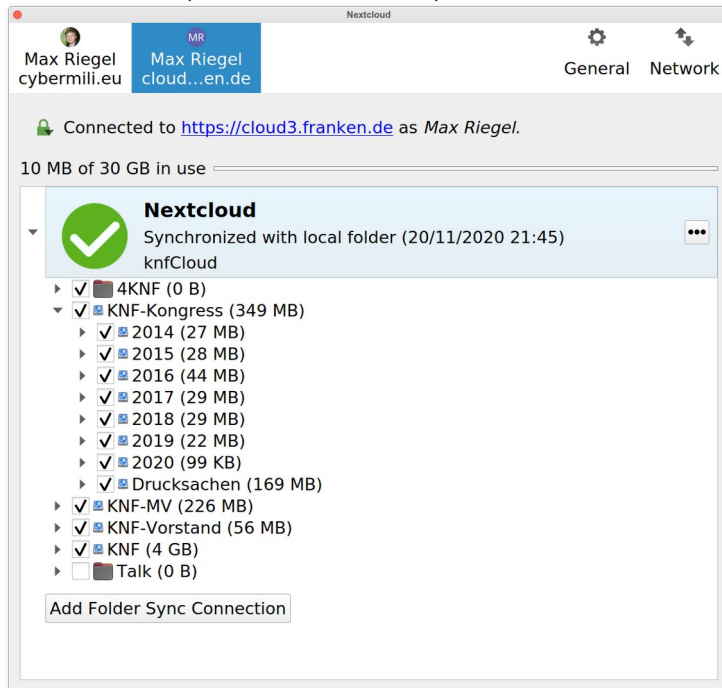 Nextcloud
Max Riegel
cybermili.eu
MR
Max Riegel
cloud...en.de
General
Network
Connected to https://cloud3.franken.de as Max Riegel.
10 MB of 30 GB in use
Nextcloud
Synchronized with local folder (20/11/2020 21:45)
knfCloud
4KNF (0 B)
KNF-Kongress (349 MB)
2014 (27 MB)
2015 (28 MB)
2016 (44 MB)
2017 (29 MB)
2018 (29 MB)
2019 (22 MB)
2020 (99 KB)
Drucksachen (169 MB)
KNF-MV (226 MB)
KNF-Vorstand (56 MB)
KNF (4 GB)
Talk (0 B)
Add Folder Sync Connection